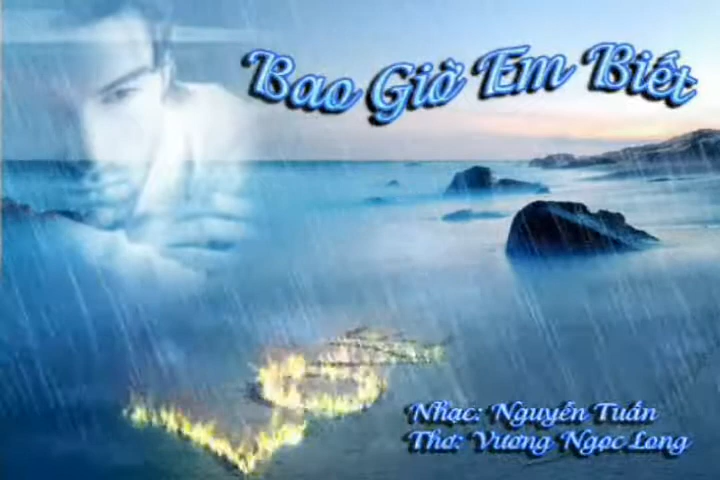 Bao Giờ Em Biết
Nhạc: Nguyễn Tuấn
Thơ: Vương Ngọc Long